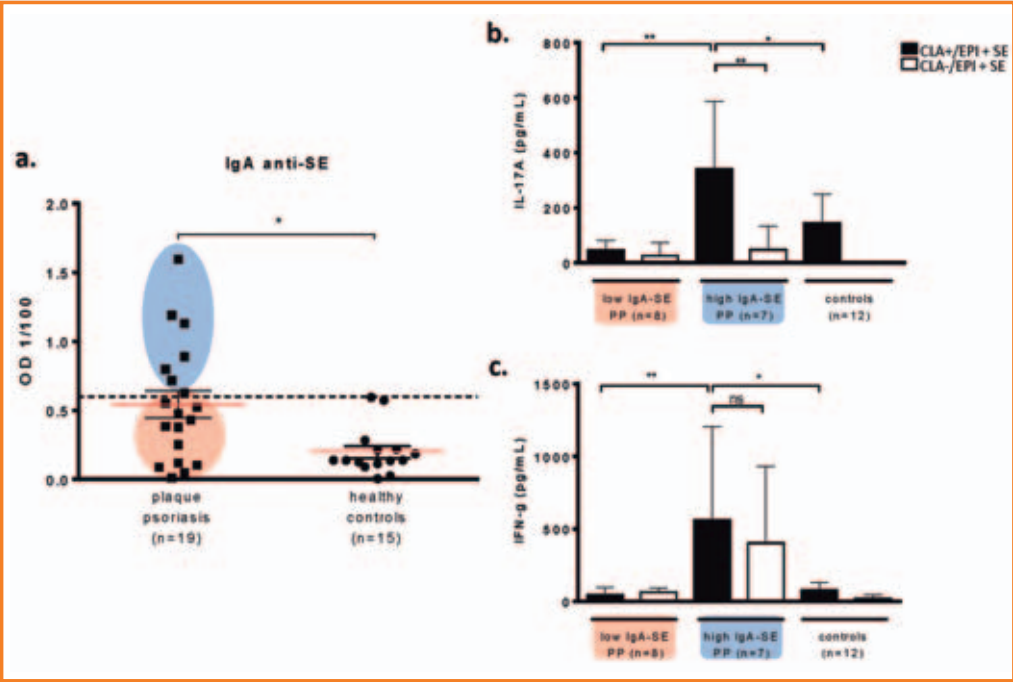 a.
IgA anti-SE
*
2.0
1.5
1.0
0.5
0.0
OD 1/100
plaque
psoriasis
(n=19)
healthy
controls
(n=15)
b.
CLA+/EPI + SE
CLA-/EPI + SE
** *
**
800
600
400
200
0
IL-17A (pg/mL)
low IgA-SE
PP (n=8)
high IgA-SE
PP (n=7)
controls
(n=12)
c.
** *
ns
1500
1000
500
0
IFN-g (pg/mL)
low IgA-SE
PP (n=8)
high IgA-SE
PP (n=7)
controls
(n=12)